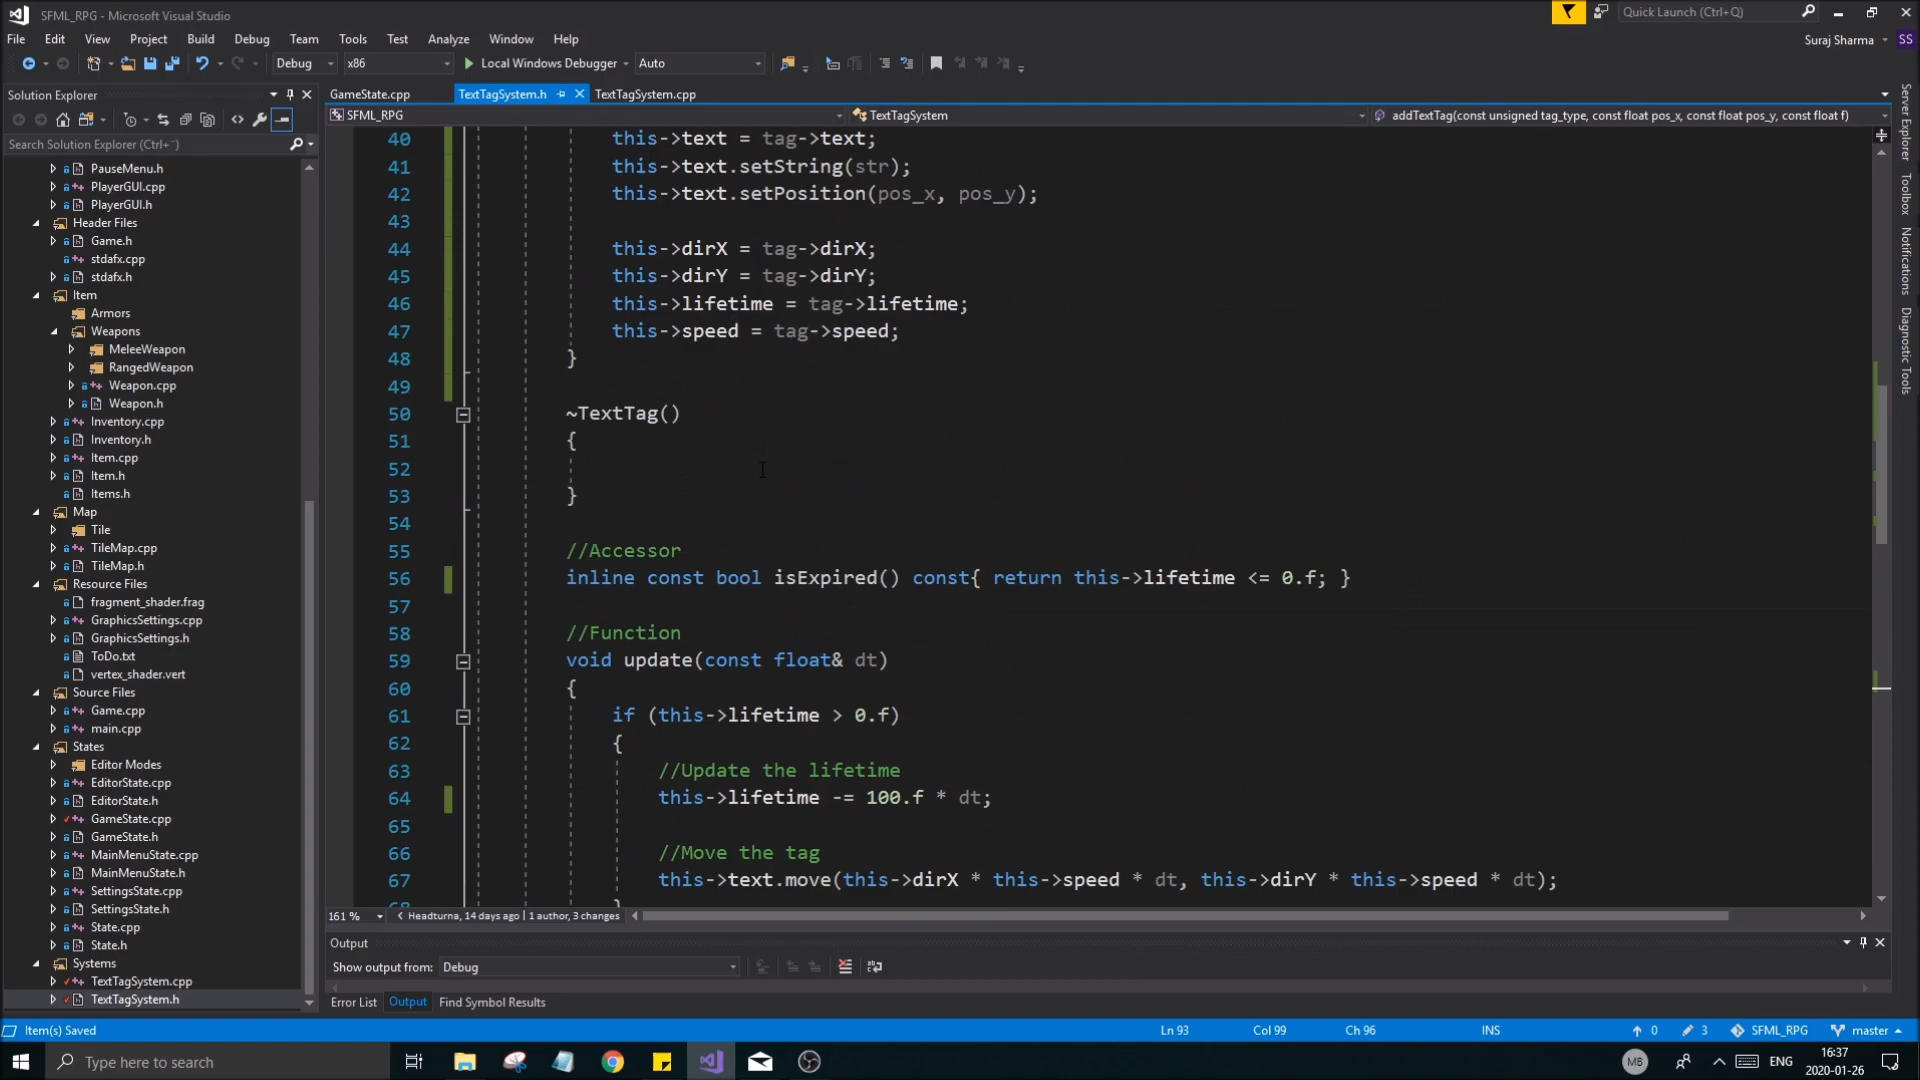 SFML_RPG - Microsoft Visual Studio
Quick Launch (Ctrl+Q)
File Edit View Project Build Debug Team Tools Test Analyze Window Help
Suraj Sharma SS
Debug x86 Local Windows Debugger Auto
Solution Explorer
GameState.cpp TextTagSystem.h TextTagSystem.cpp
SFML_RPG TextTagSystem addTextTag(const unsigned tag_type, const float pos_x, const float pos_y, const float f)
Search Solution Explorer (Ctrl+¨)
PauseMenu.h
PlayerGUI.cpp
PlayerGUI.h
Header Files
Game.h
stdafx.cpp
stdafx.h
Item
Armors
Weapons
MeleeWeapon
RangedWeapon
Weapon.cpp
Weapon.h
Inventory.cpp
Inventory.h
Item.cpp
Item.h
Items.h
Map
Tile
TileMap.cpp
TileMap.h
Resource Files
fragment_shader.frag
GraphicsSettings.cpp
GraphicsSettings.h
ToDo.txt
vertex_shader.vert
Source Files
Game.cpp
main.cpp
States
Editor Modes
EditorState.cpp
EditorState.h
GameState.cpp
GameState.h
MainMenuState.cpp
MainMenuState.h
SettingsState.cpp
SettingsState.h
State.cpp
State.h
Systems
TextTagSystem.cpp
TextTagSystem.h
40 this->text = tag->text;
41 this->text.setString(str);
42 this->text.setPosition(pos_x, pos_y);
43
44 this->dirX = tag->dirX;
45 this->dirY = tag->dirY;
46 this->lifetime = tag->lifetime;
47 this->speed = tag->speed;
48 }
49
50 ~TextTag()
51 {
52
53 }
54
55 //Accessor
56 inline const bool isExpired() const{ return this->lifetime <= 0.f; }
57
58 //Function
59 void update(const float& dt)
60 {
61 if (this->lifetime > 0.f)
62 {
63 //Update the lifetime
64 this->lifetime -= 100.f * dt;
65
66 //Move the tag
67 this->text.move(this->dirX * this->speed * dt, this->dirY * this->speed * dt);
68 }
161 % Headturna, 14 days ago | 1 author, 3 changes
Output
Show output from: Debug
Error List Output Find Symbol Results
Server Explorer
Toolbox
Notifications
Diagnostic Tools
Item(s) Saved Ln 93 Col 99 Ch 96 INS 0 3 SFML_RPG master
Type here to search
MB ENG 16:37
2020-01-26